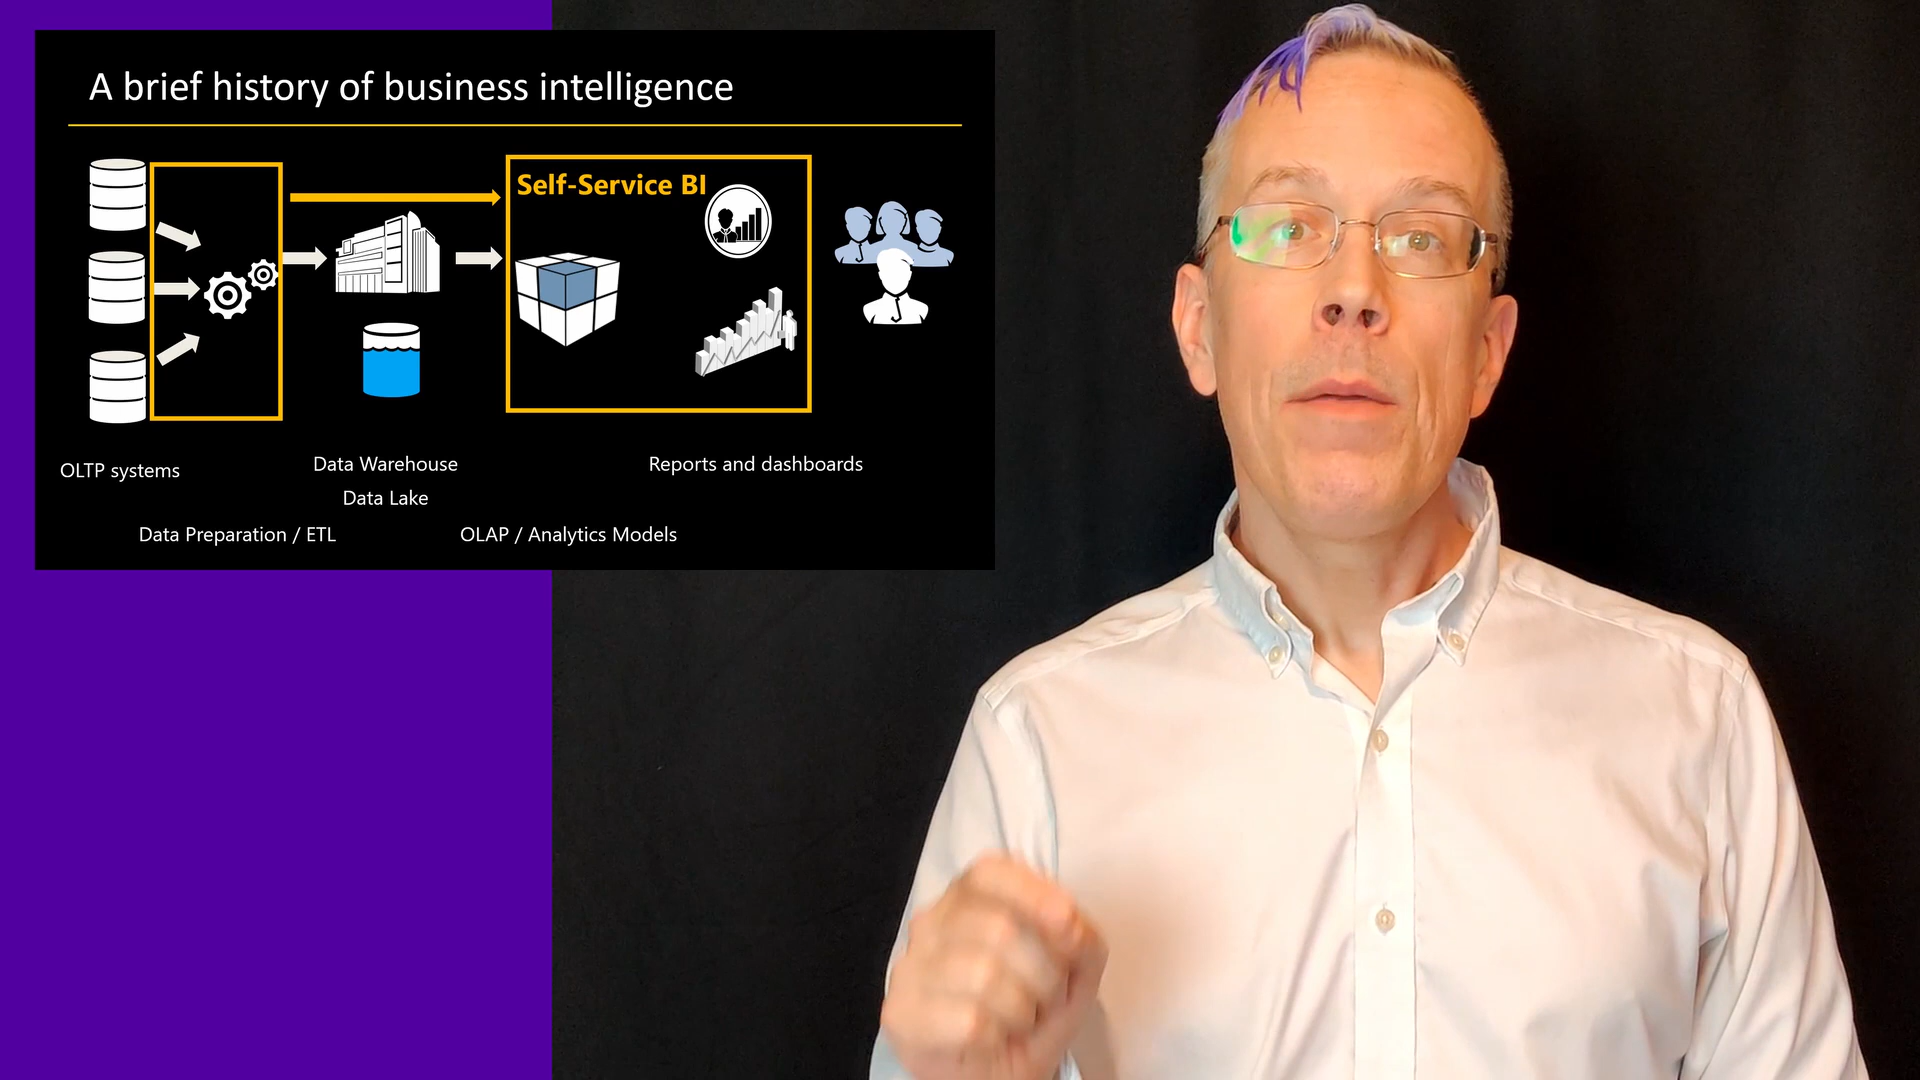 A brief history of business intelligence
Self-Service BI
OLTP systems
Data Warehouse
Data Lake
Reports and dashboards
Data Preparation / ETL
OLAP / Analytics Models